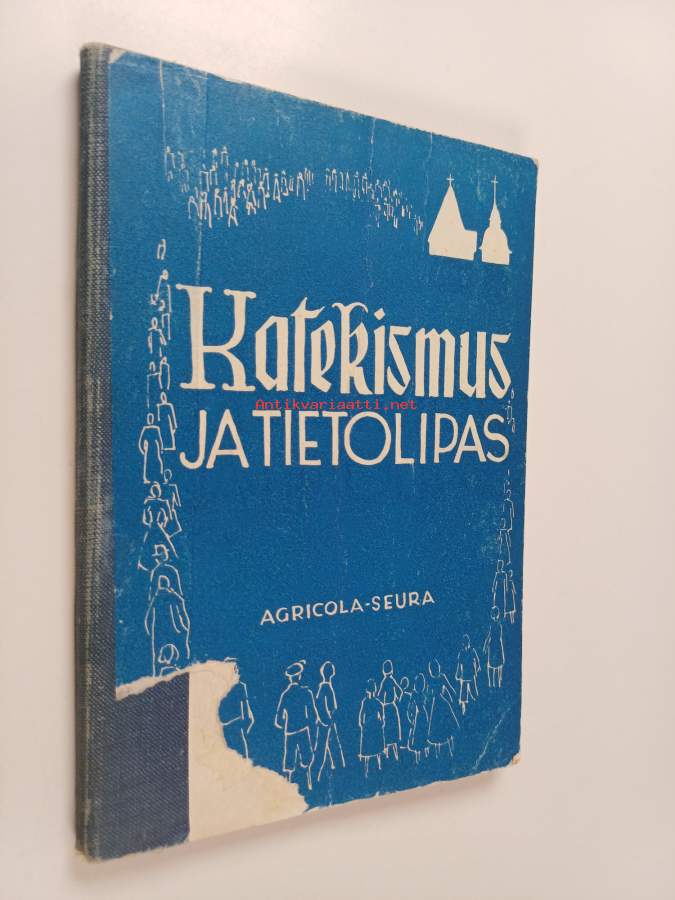 Katekismus
Antikvariaatti.net
JA TIETOLIPAS
AGRICOLA-SEURA